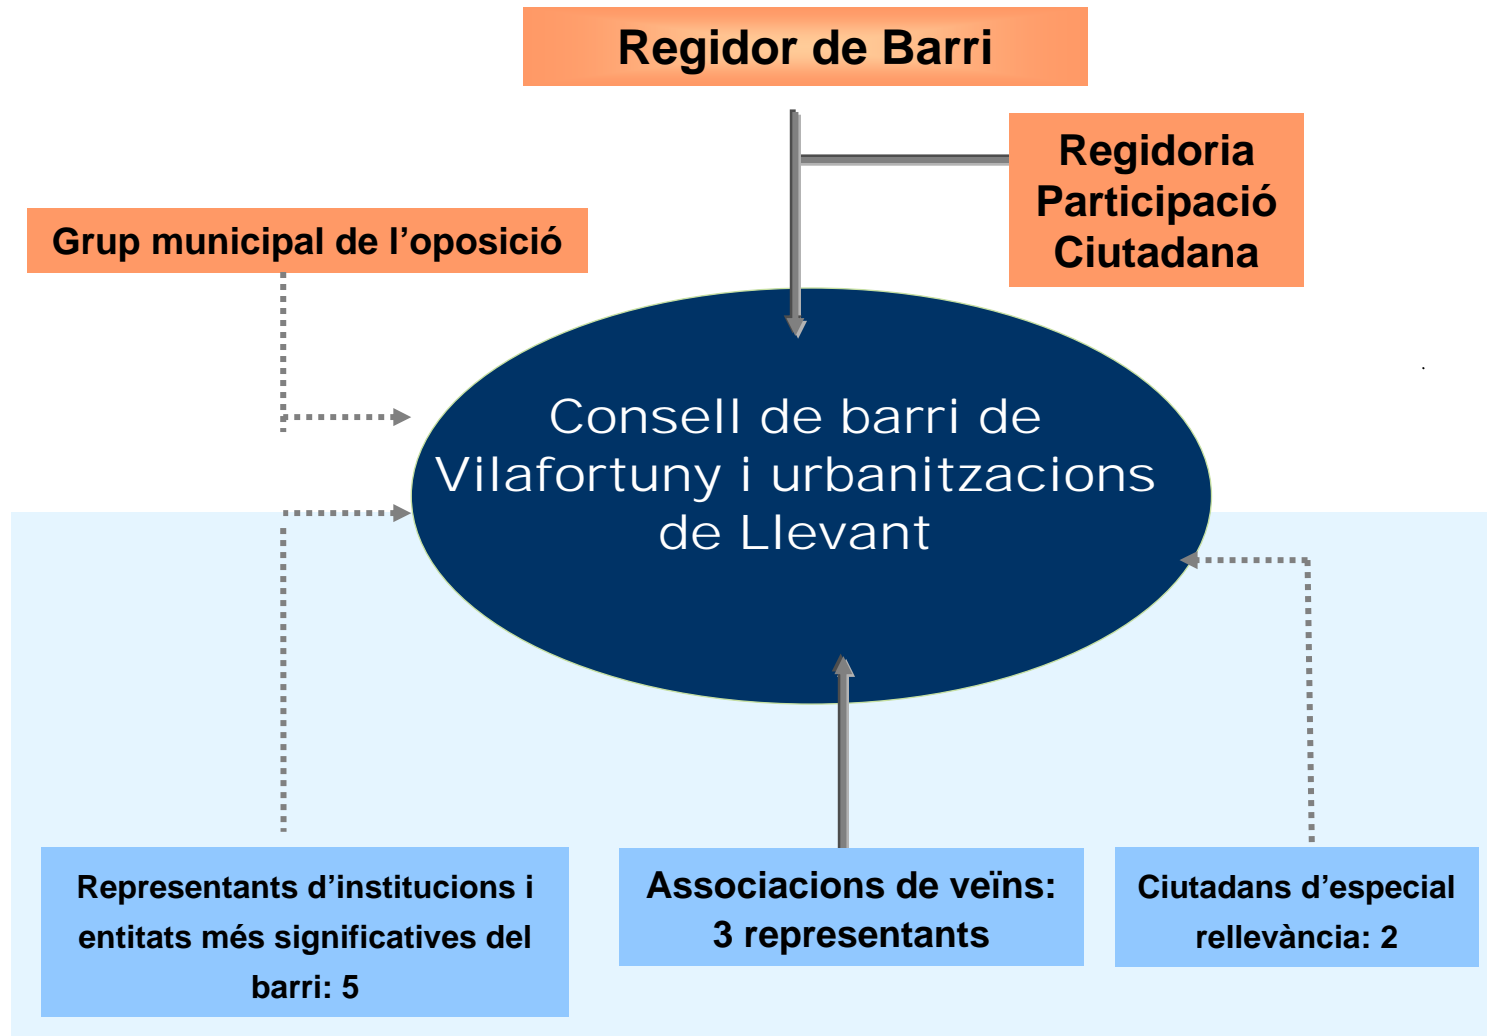 Regidor de Barri
Regidoria
Participació
Ciutadana
Grup municipal de l’oposició
Consell de barri de
Vilafortuny i urbanitzacions
de Llevant
Representants d’institucions i
entitats més significatives del
barri: 5
Associacions de veïns:
3 representants
Ciutadans d’especial
rellevància: 2